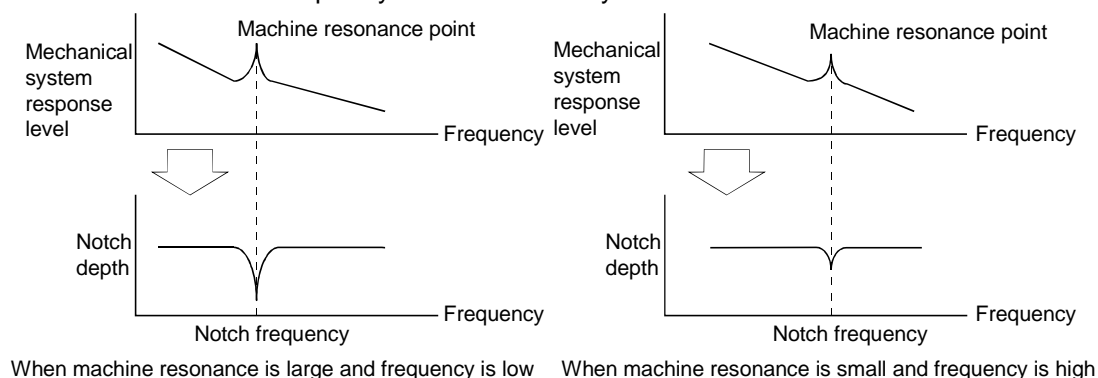 Machine resonance point
Mechanical
system
response
level
Frequency
Notch
depth
Frequency
Notch frequency
When machine resonance is large and frequency is low
Machine resonance point
Mechanical
system
response
level
Frequency
Notch
depth
Frequency
Notch frequency
When machine resonance is small and frequency is high